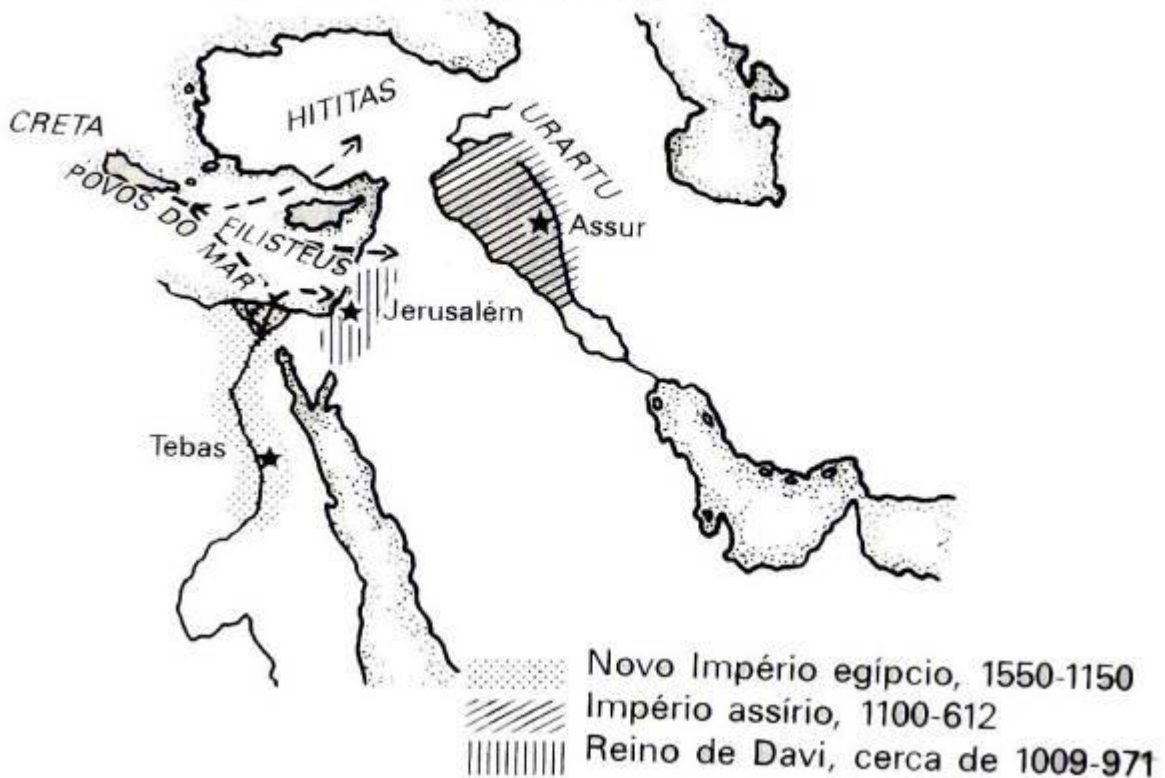 HITITAS
CRETA
URARTU
POVOS DO MAR
FILISTEUS
Assur
Jerusalém
Tebas
Novo Império egípcio, 1550-1150
Império assírio, 1100-612
Reino de Davi, cerca de 1009-971